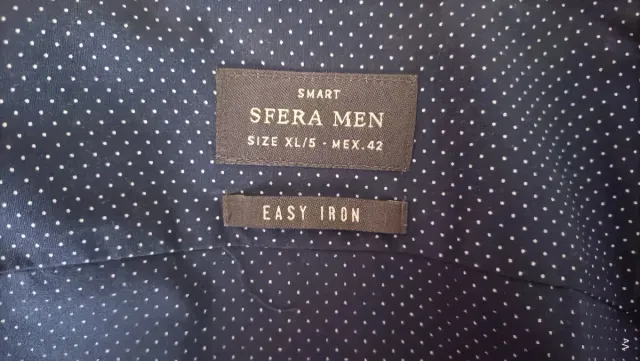 SMART
SFERA MEN
SIZE XL/5 - MEX.42
EASY IRON